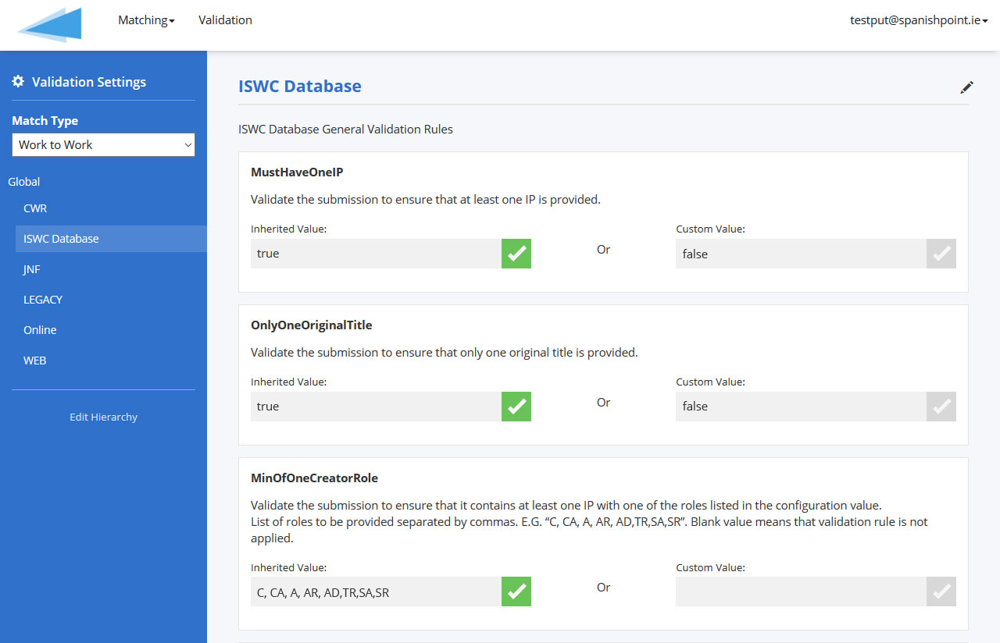 Matching
Validation
testput@spanishpoint.ie
Validation Settings
Match Type
Work to Work
Global
CWR
ISWC Database
JNF
LEGACY
Online
WEB
Edit Hierarchy
ISWC Database
ISWC Database General Validation Rules
MustHaveOneIP
Validate the submission to ensure that at least one IP is provided.
Inherited Value:
true
Or
Custom Value:
false
OnlyOneOriginalTitle
Validate the submission to ensure that only one original title is provided.
Inherited Value:
true
Or
Custom Value:
false
MinOfOneCreatorRole
Validate the submission to ensure that it contains at least one IP with one of the roles listed in the configuration value.
List of roles to be provided separated by commas. E.G. “C, CA, A, AR, AD,TR,SA,SR”. Blank value means that validation rule is not
applied.
Inherited Value:
C, CA, A, AR, AD,TR,SA,SR
Or
Custom Value: